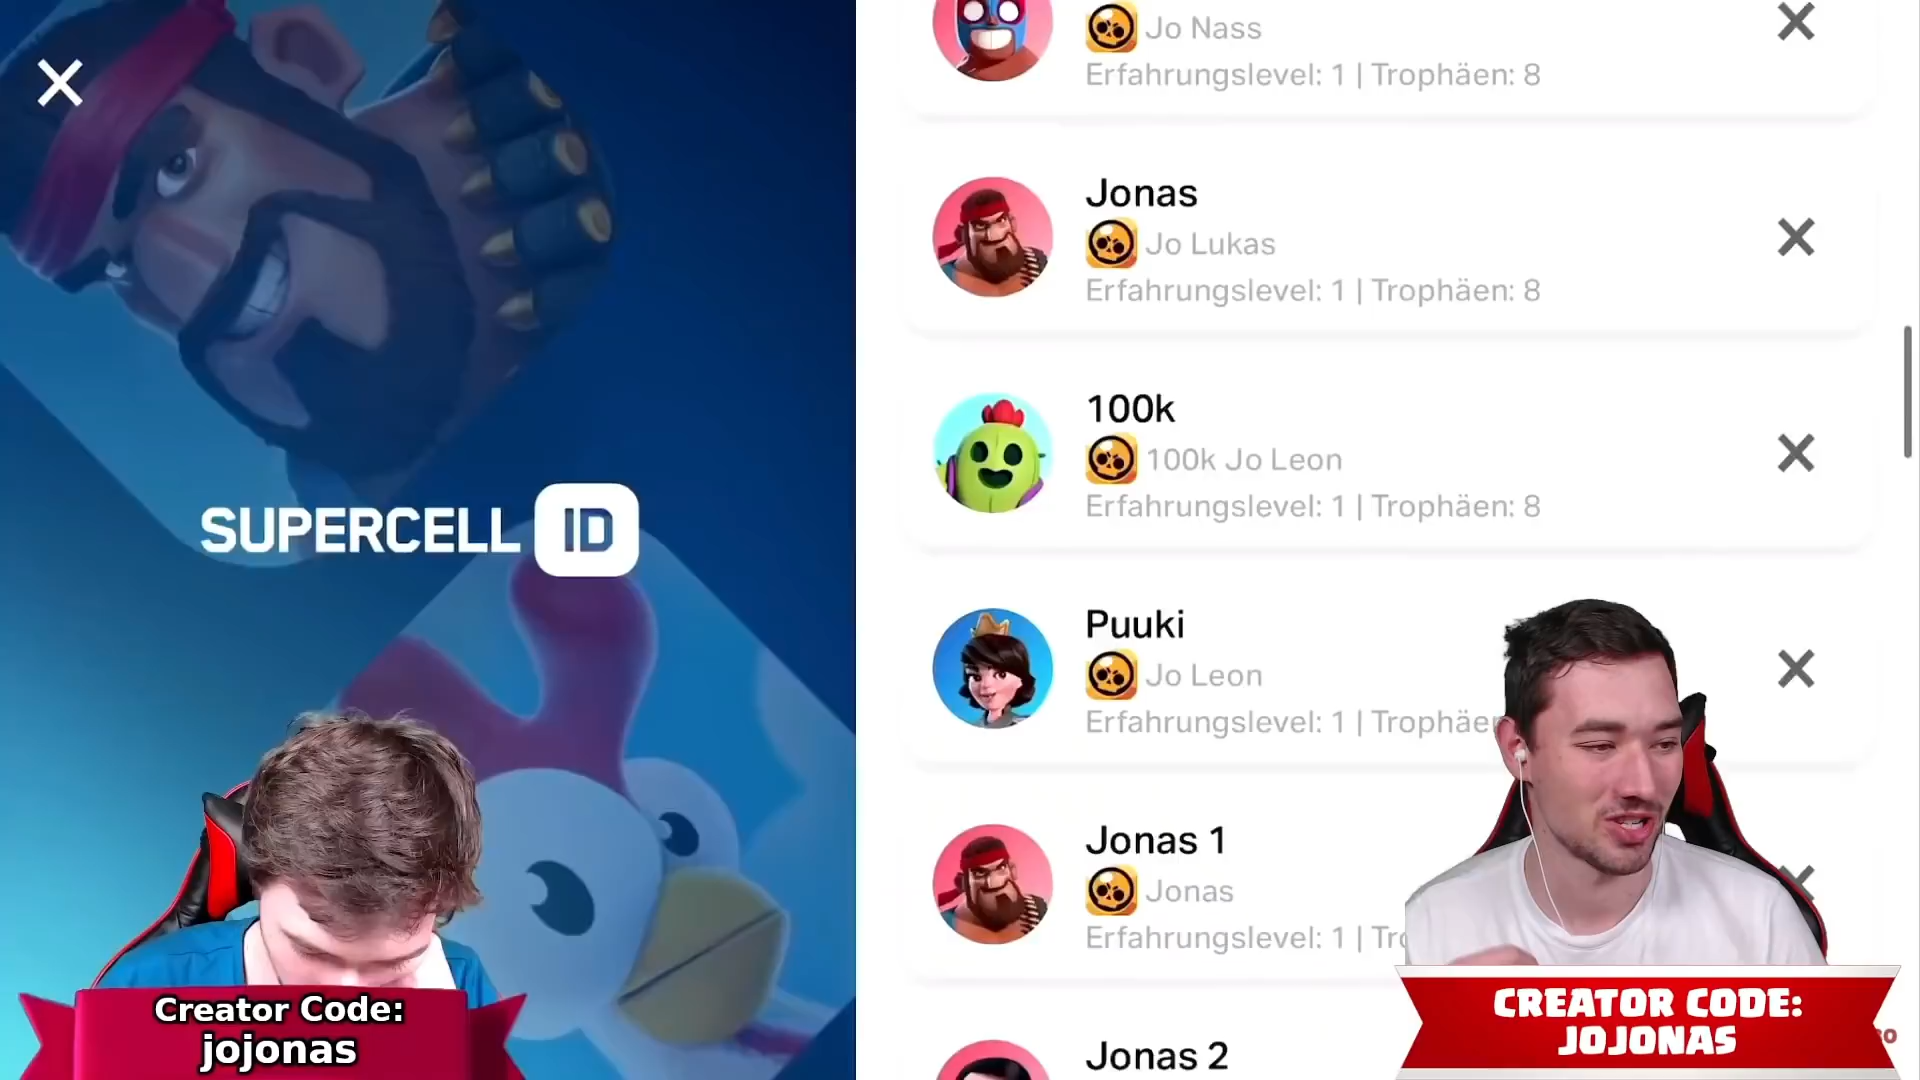 Jo Nass
Erfahrungslevel: 1 | Trophäen: 8
Jonas
Jo Lukas
Erfahrungslevel: 1 | Trophäen: 8
100k
100k Jo Leon
Erfahrungslevel: 1 | Trophäen: 8
SUPERCELL ID
Puuki
Jo Leon
Erfahrungslevel: 1 |
Jonas 1
Jonas
Erfahrungslevel: 1 |
Jonas 2
Creator Code:
jojonas
CREATOR CODE:
JOJONAS